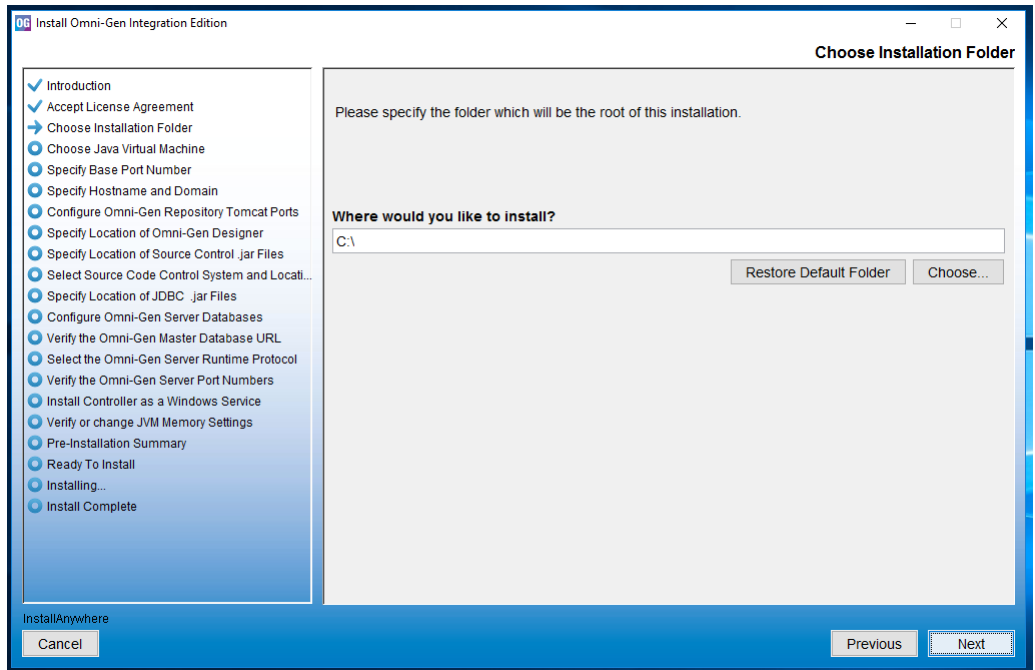 OG Install Omni-Gen Integration Edition
Choose Installation Folder
Introduction
Accept License Agreement
Choose Installation Folder
Choose Java Virtual Machine
Specify Base Port Number
Specify Hostname and Domain
Configure Omni-Gen Repository Tomcat Ports
Specify Location of Omni-Gen Designer
Specify Location of Source Control .jar Files
Select Source Code Control System and Locati...
Specify Location of JDBC .jar Files
Configure Omni-Gen Server Databases
Verify the Omni-Gen Master Database URL
Select the Omni-Gen Server Runtime Protocol
Verify the Omni-Gen Server Port Numbers
Install Controller as a Windows Service
Verify or change JVM Memory Settings
Pre-Installation Summary
Ready To Install
Installing...
Install Complete
Please specify the folder which will be the root of this installation.
Where would you like to install?
C:\
Restore Default Folder Choose...
InstallAnywhere
Cancel Previous Next